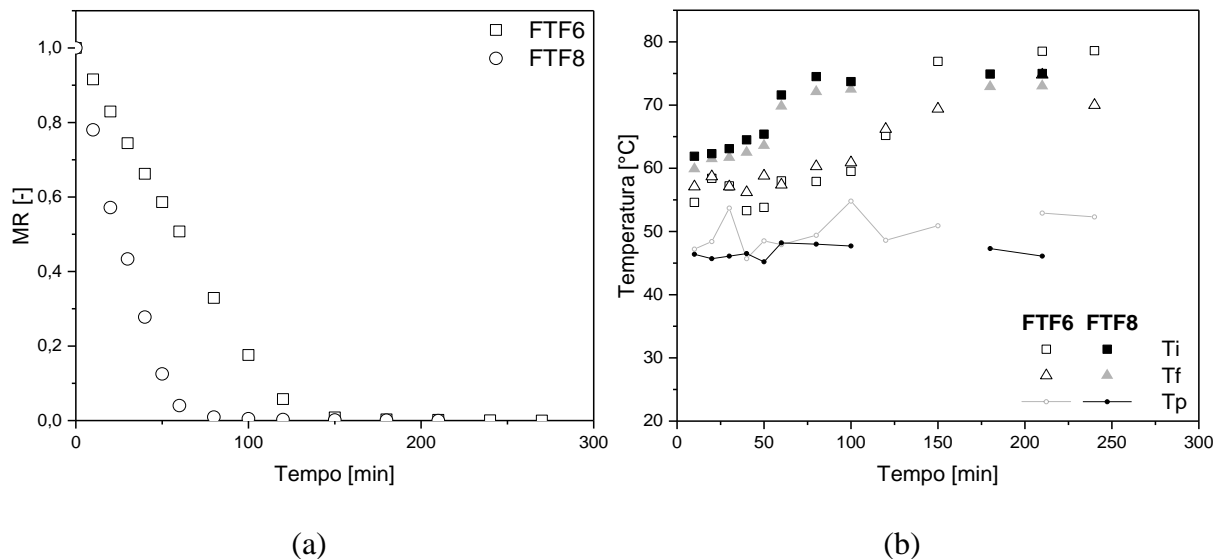 FTF6
FTF8
1,0
0,8
0,6
0,4
0,2
0,0
MR [-]
0 100 200 300
Tempo [min]
(a)
80
70
60
50
40
30
20
Temperatura [°C]
FTF6 FTF8
Ti
Tf
Tp
0 50 100 150 200 250 300
Tempo [min]
(b)